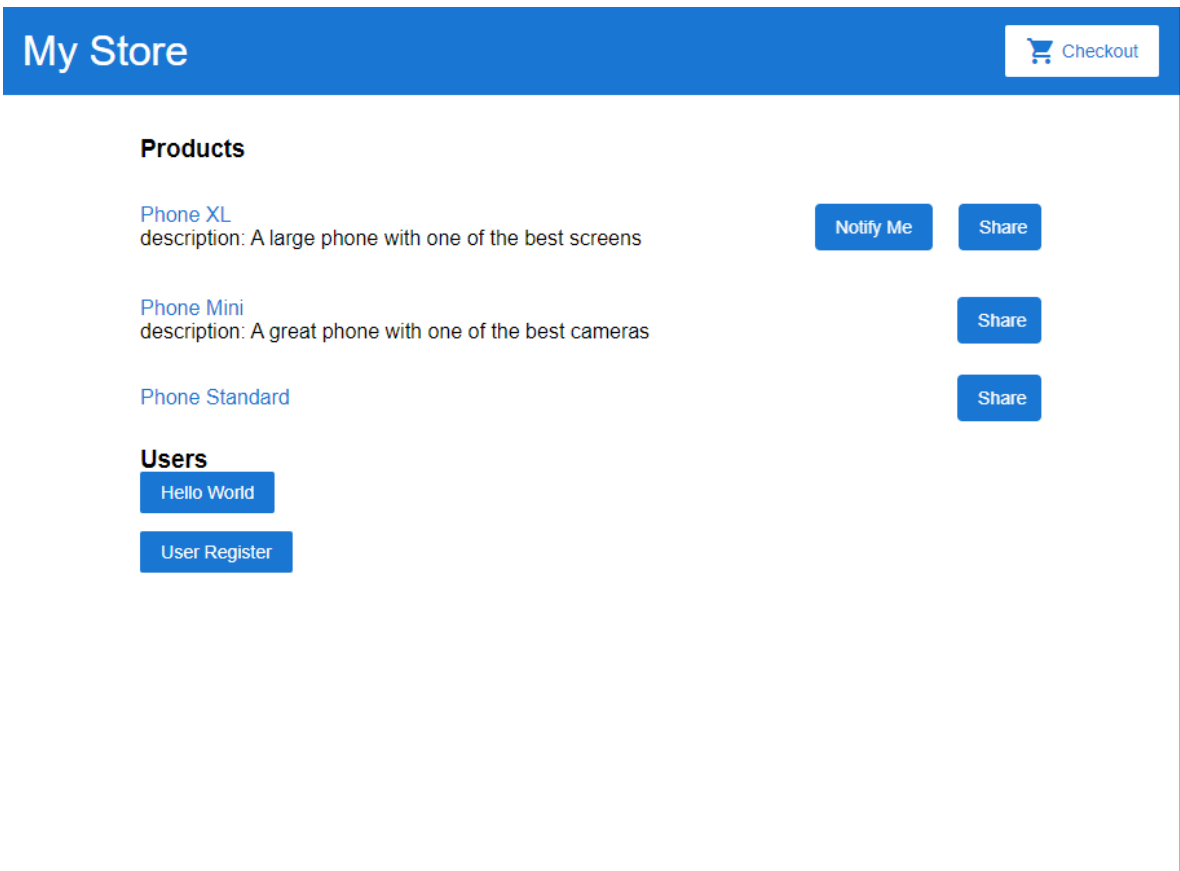 My Store
Checkout
Products
Phone XL
description: A large phone with one of the best screens
Notify Me
Share
Phone Mini
description: A great phone with one of the best cameras
Share
Phone Standard
Share
Users
Hello World
User Register